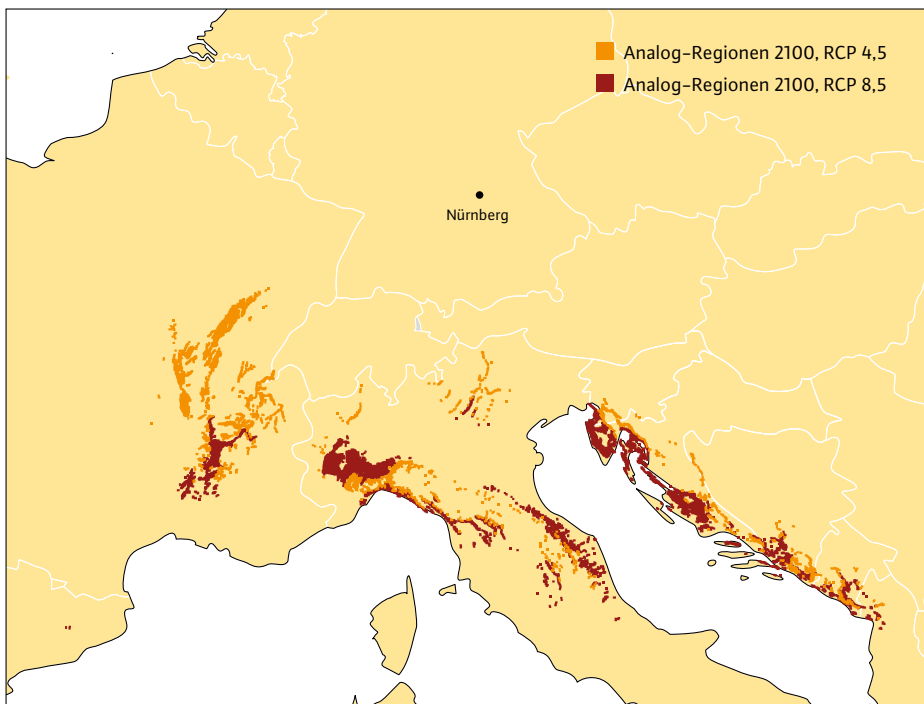 Analog-Regionen 2100, RCP 4,5
Analog-Regionen 2100, RCP 8,5
Nürnberg